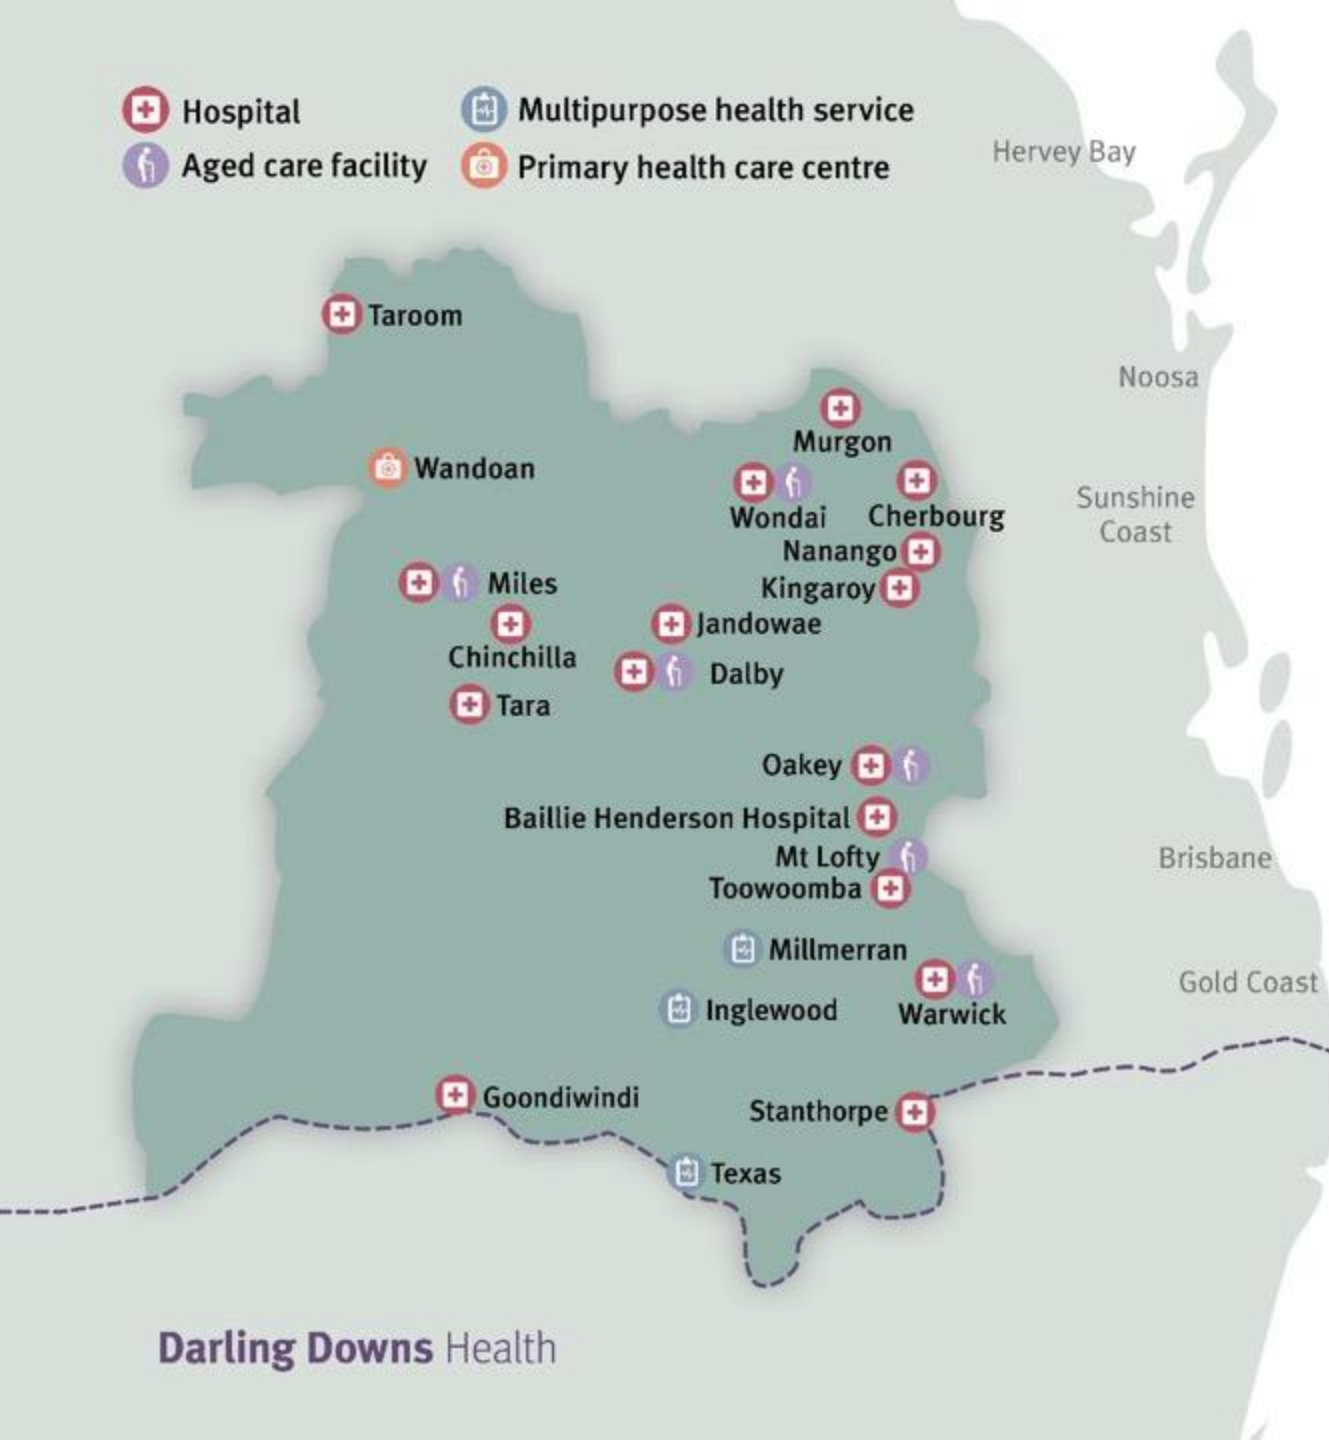 Hospital
Multipurpose health service
Aged care facility
Primary health care centre
Hervey Bay
Taroom
Noosa
Murgon
Wandoan
Wondai
Cherbourg
Sunshine
Coast
Nanango
Miles
Kingaroy
Jandowae
Chinchilla
Dalby
Tara
Oakey
Baillie Henderson Hospital
Mt Lofty
Brisbane
Toowoomba
Millmerran
Gold Coast
Inglewood
Warwick
Goondiwindi
Stanthorpe
Texas
Darling Downs Health